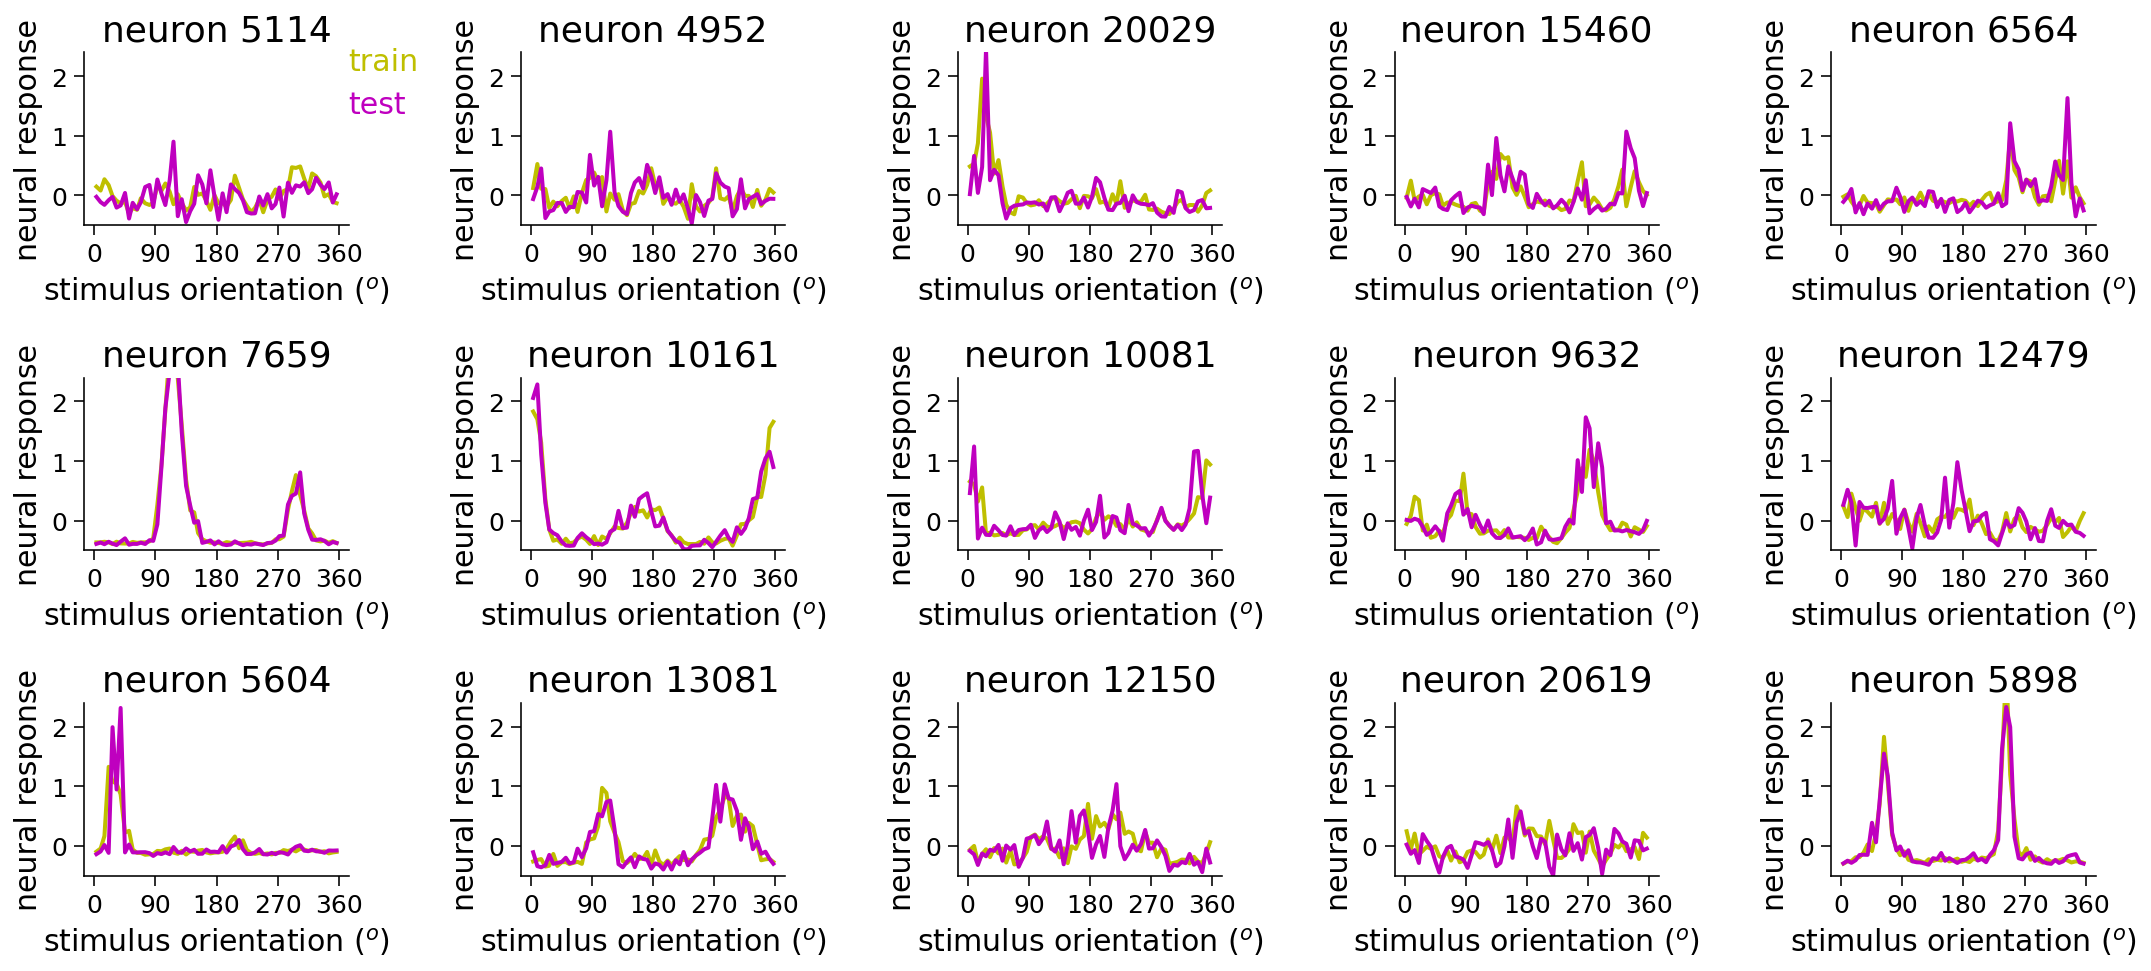 neuron 5114
neuron 4952
neuron 20029
neuron 15460
neuron 6564
train
test
neural response
2
1
0
0 90 180 270 360
stimulus orientation (º)
neural response
2
1
0
0 90 180 270 360
stimulus orientation (º)
neural response
2
1
0
0 90 180 270 360
stimulus orientation (º)
neural response
2
1
0
0 90 180 270 360
stimulus orientation (º)
neural response
2
1
0
0 90 180 270 360
stimulus orientation (º)
neuron 7659
neuron 10161
neuron 10081
neuron 9632
neuron 12479
neural response
2
1
0
0 90 180 270 360
stimulus orientation (º)
neural response
2
1
0
0 90 180 270 360
stimulus orientation (º)
neural response
2
1
0
0 90 180 270 360
stimulus orientation (º)
neural response
2
1
0
0 90 180 270 360
stimulus orientation (º)
neural response
2
1
0
0 90 180 270 360
stimulus orientation (º)
neuron 5604
neuron 13081
neuron 12150
neuron 20619
neuron 5898
neural response
2
1
0
0 90 180 270 360
stimulus orientation (º)
neural response
2
1
0
0 90 180 270 360
stimulus orientation (º)
neural response
2
1
0
0 90 180 270 360
stimulus orientation (º)
neural response
2
1
0
0 90 180 270 360
stimulus orientation (º)
neural response
2
1
0
0 90 180 270 360
stimulus orientation (º)